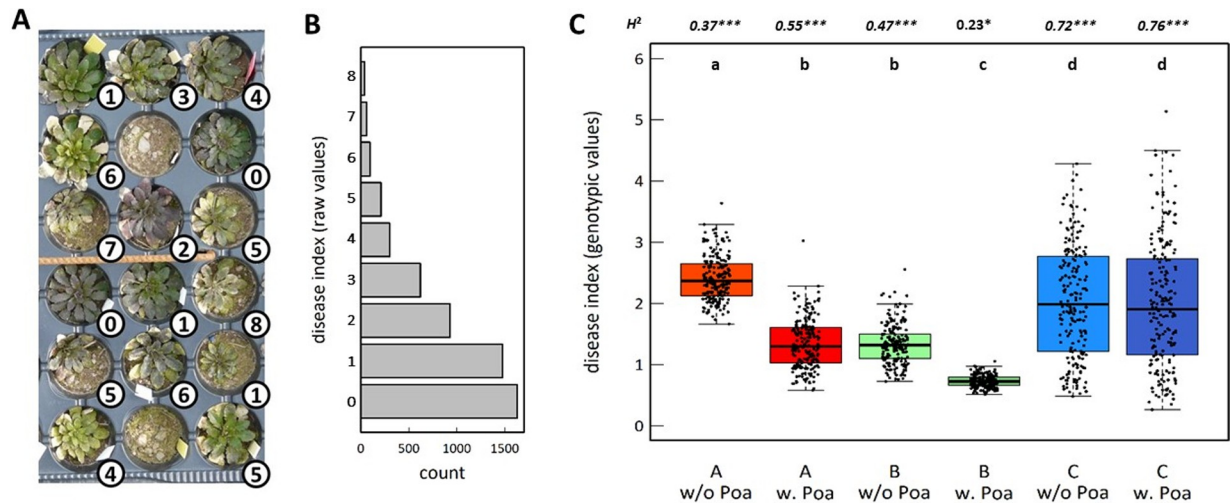 A
1
3
4
6
0
7
2
5
0
1
8
5
6
1
4
5
B
disease index (raw values)
8
7
6
5
4
3
2
1
0
0 500 1000 1500
count
C
H² 0.37*** 0.55*** 0.47*** 0.23* 0.72*** 0.76***
a b b c d d
disease index (genotypic values)
6
5
4
3
2
1
0
A A B B C C
w/o Poa w. Poa w/o Poa w. Poa w/o Poa w. Poa